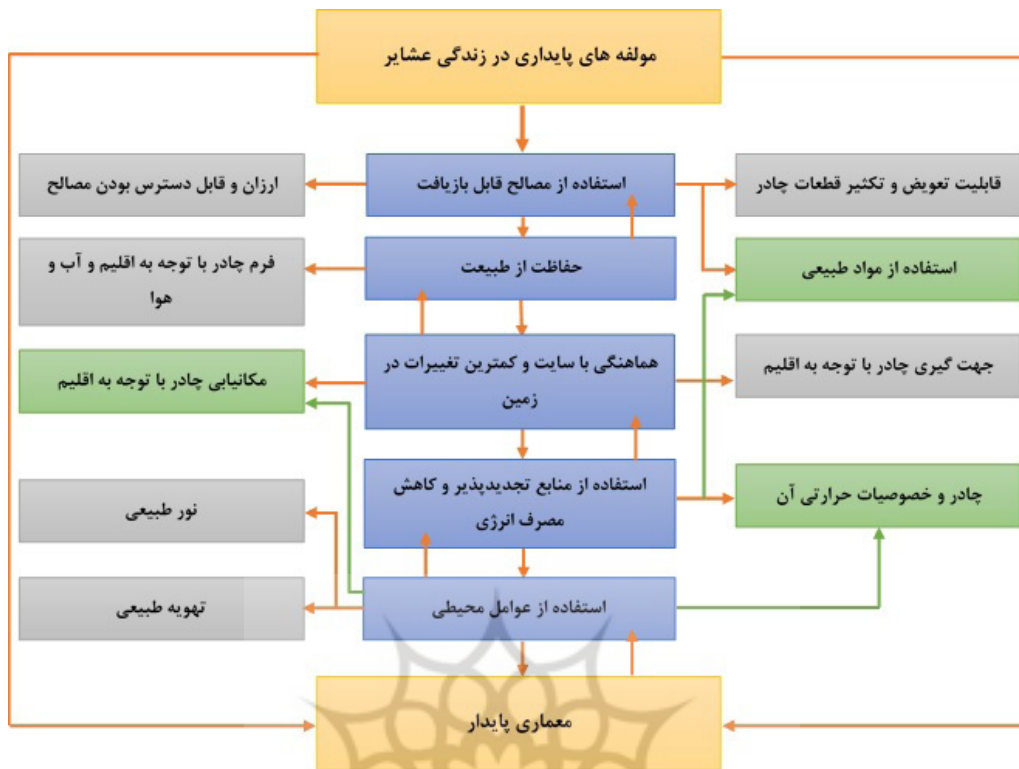 مولفه های پایداری در زندگی عشایر
قابلیت تعویض و تکثیر قطعات چادر
استفاده از مصالح قابل بازیافت
ارزان و قابل دسترس بودن مصالح
استفاده از مواد طبیعی
حفاظت از طبیعت
فرم چادر با توجه به اقلیم و آب و
هوا
جهت گیری چادر با توجه به اقلیم
هماهنگی با سایت و کمترین تغییرات در
زمین
مکانیابی چادر با توجه به اقلیم
چادر و خصوصیات حرارتی آن
استفاده از منابع تجدیدپذیر و کاهش
مصرف انرژی
نور طبیعی
استفاده از عوامل محیطی
تهویه طبیعی
معماری پایدار